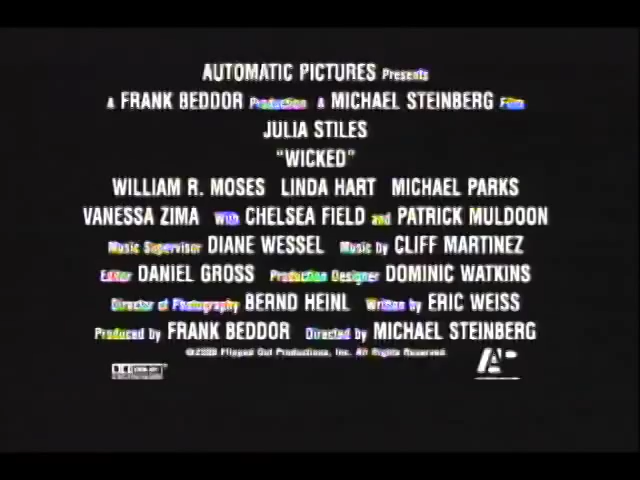 AUTOMATIC PICTURES Presents
A FRANK BEDDOR Production A MICHAEL STEINBERG Film
JULIA STILES
"WICKED"
WILLIAM R. MOSES LINDA HART MICHAEL PARKS
VANESSA ZIMA with CHELSEA FIELD and PATRICK MULDOON
Music Supervisor DIANE WESSEL Music by CLIFF MARTINEZ
Editor DANIEL GROSS Production Designer DOMINIC WATKINS
Director of Photography BERND HEINL Written by ERIC WEISS
Produced by FRANK BEDDOR Directed by MICHAEL STEINBERG
Flipped Out Productions, Inc. All Rights Reserved
AP